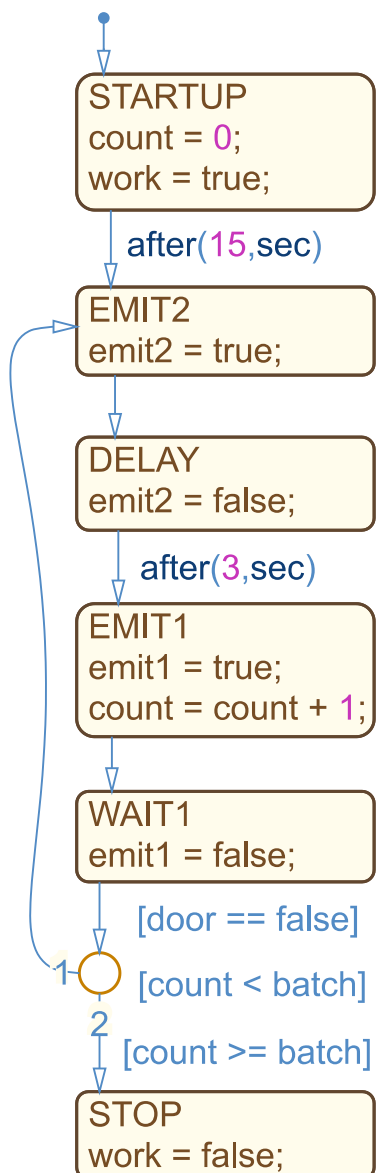 STARTUP
count = 0;
work = true;
after(15,sec)
EMIT2
emit2 = true;
DELAY
emit2 = false;
after(3,sec)
EMIT1
emit1 = true;
count = count + 1;
WAIT1
emit1 = false;
[door == false]
1
[count < batch]
2
[count >= batch]
STOP
work = false;